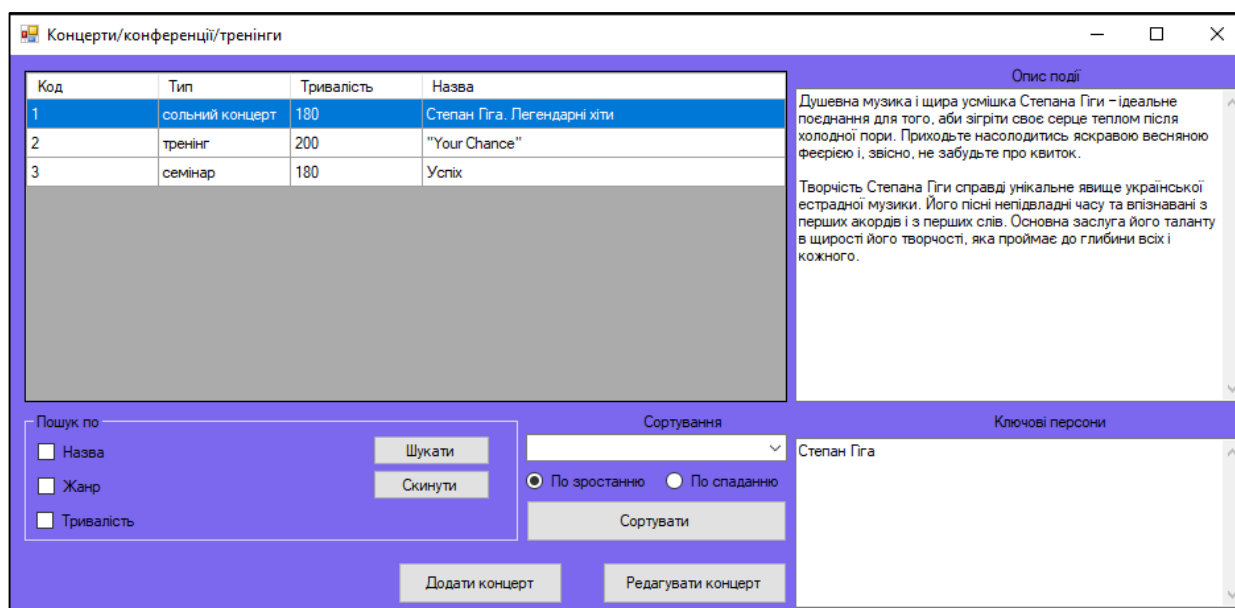 Концерти/конференції/тренінги
Код Тип Тривалість Назва
1 сольний концерт 180 Степан Гіга. Легендарні хіти
2 тренінг 200 "Your Chance"
3 семінар 180 Успіх
Опис події
Душевна музика і щира усмішка Степана Гіги – ідеальне
поєднання для того, аби зігріти своє серце теплом після
холодної пори. Приходьте насолодитись яскравою весняною
феєрією і, звісно, не забудьте про квиток.
Творчість Степана Гіги справді унікальне явище української
естрадної музики. Його пісні непідвладні часу та впізнавані з
перших акордів і з перших слів. Основна заслуга його таланту
в щирості його творчості, яка проймає до глибини всіх і
кожного.
Пошук по
Назва
Жанр
Тривалість
Шукати
Скинути
Сортування
По зростанню По спаданню
Сортувати
Додати концерт
Редагувати концерт
Ключові персони
Степан Гіга